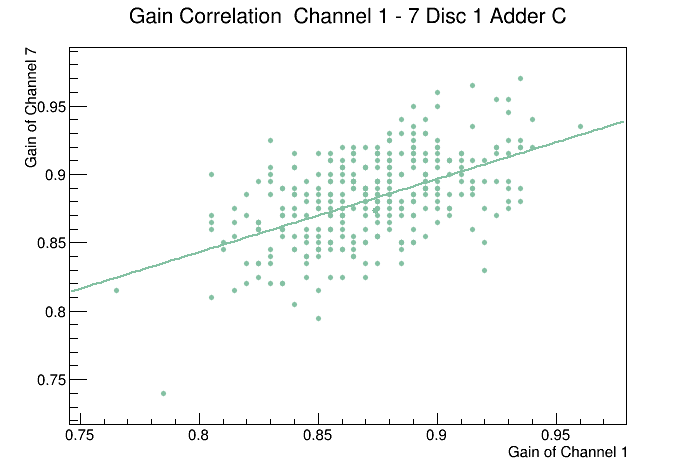 Gain Correlation  Channel 1 - 7 Disc 1 Adder C
Gain of Channel 7
0.95
0.9
0.85
0.8
0.75
0.75 0.8 0.85 0.9 0.95
Gain of Channel 1